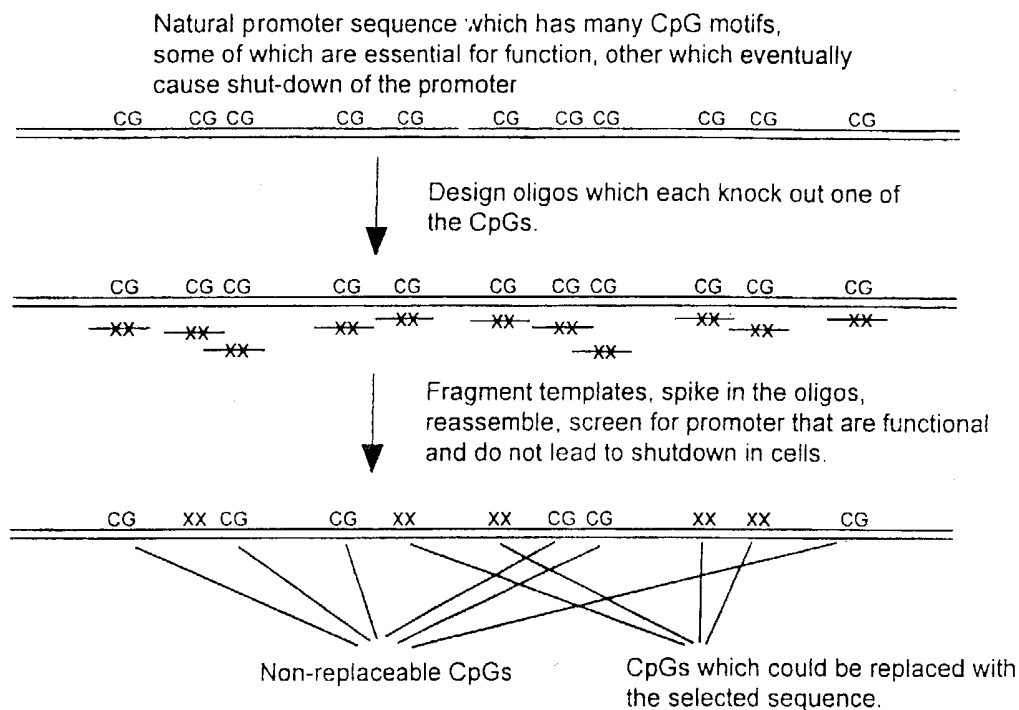 Natural promoter sequence which has many CpG motifs,
some of which are essential for function, other which eventually
cause shut-down of the promoter
CG CG CG CG CG CG CG CG CG CG CG
Design oligos which each knock out one of
the CpGs.
CG CG CG CG CG CG CG CG CG CG CG
XX XX XX XX XX XX XX XX XX XX XX
Fragment templates, spike in the oligos,
reassemble, screen for promoter that are functional
and do not lead to shutdown in cells.
CG XX CG CG XX XX CG CG XX XX CG
Non-replaceable CpGs
CpGs which could be replaced with
the selected sequence.